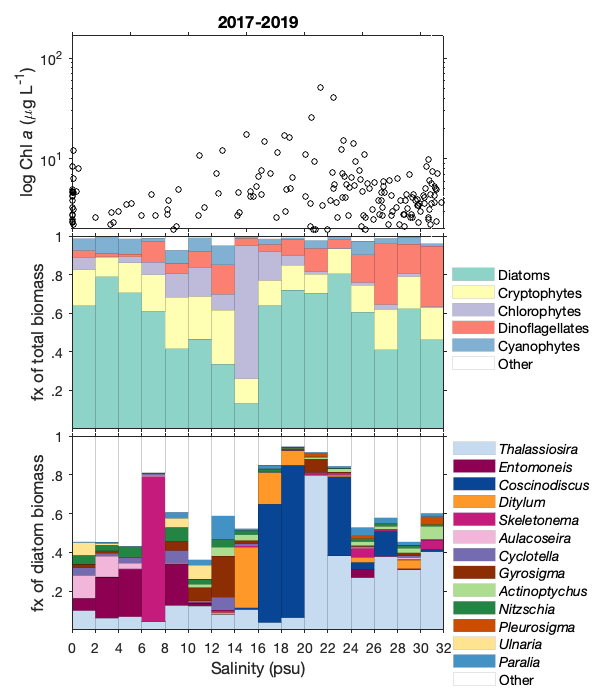 2017-2019
10²
10¹
log Chl a (μg L⁻¹)
1
.8
.6
.4
.2
fx of total biomass
Diatoms
Cryptophytes
Chlorophytes
Dinoflagellates
Cyanophytes
Other
1
.8
.6
.4
.2
fx of diatom biomass
Thalassiosira
Entomoneis
Coscinodiscus
Ditylum
Skeletonema
Aulacoseira
Cyclotella
Gyrosigma
Actinoptychus
Nitzschia
Pleurosigma
Ulnaria
Paralia
Other
0 2 4 6 8 10 12 14 16 18 20 22 24 26 28 30 32
Salinity (psu)